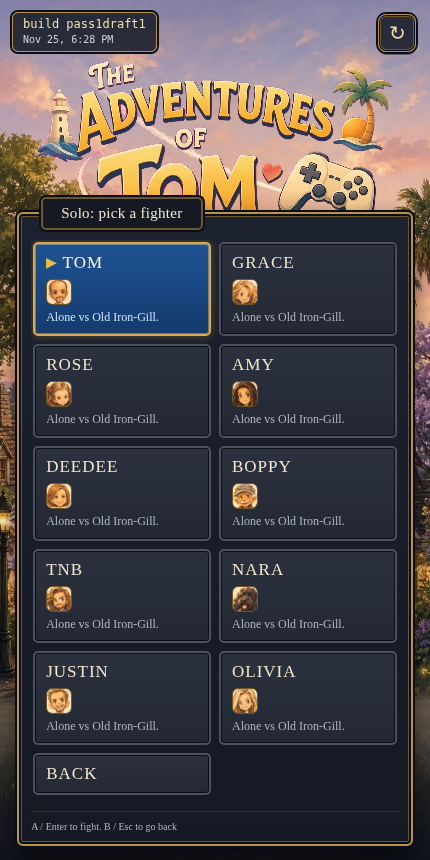 build pass1draft1
Nov 25, 6:28 PM
↻
THE
ADVENTURES
OF
TOM
Solo: pick a fighter
▶ TOM
Alone vs Old Iron-Gill.
GRACE
Alone vs Old Iron-Gill.
ROSE
Alone vs Old Iron-Gill.
AMY
Alone vs Old Iron-Gill.
DEEDEE
Alone vs Old Iron-Gill.
BOPPY
Alone vs Old Iron-Gill.
TNB
Alone vs Old Iron-Gill.
NARA
Alone vs Old Iron-Gill.
JUSTIN
Alone vs Old Iron-Gill.
OLIVIA
Alone vs Old Iron-Gill.
BACK
A / Enter to fight. B / Esc to go back